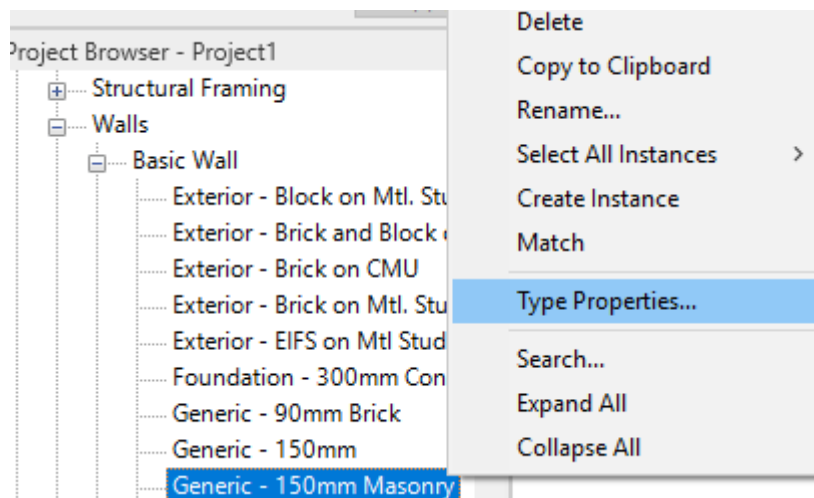 Project Browser - Project1
Structural Framing
Walls
Basic Wall
Exterior - Block on Mtl.
Exterior - Brick and Block
Exterior - Brick on CMU
Exterior - Brick on Mtl.
Exterior - EIFS on Mtl Stud
Foundation - 300mm
Generic - 90mm Brick
Generic - 150mm
Generic - 150mm Masonry
Delete
Copy to Clipboard
Rename...
Select All Instances >
Create Instance
Match
Type Properties...
Search...
Expand All
Collapse All